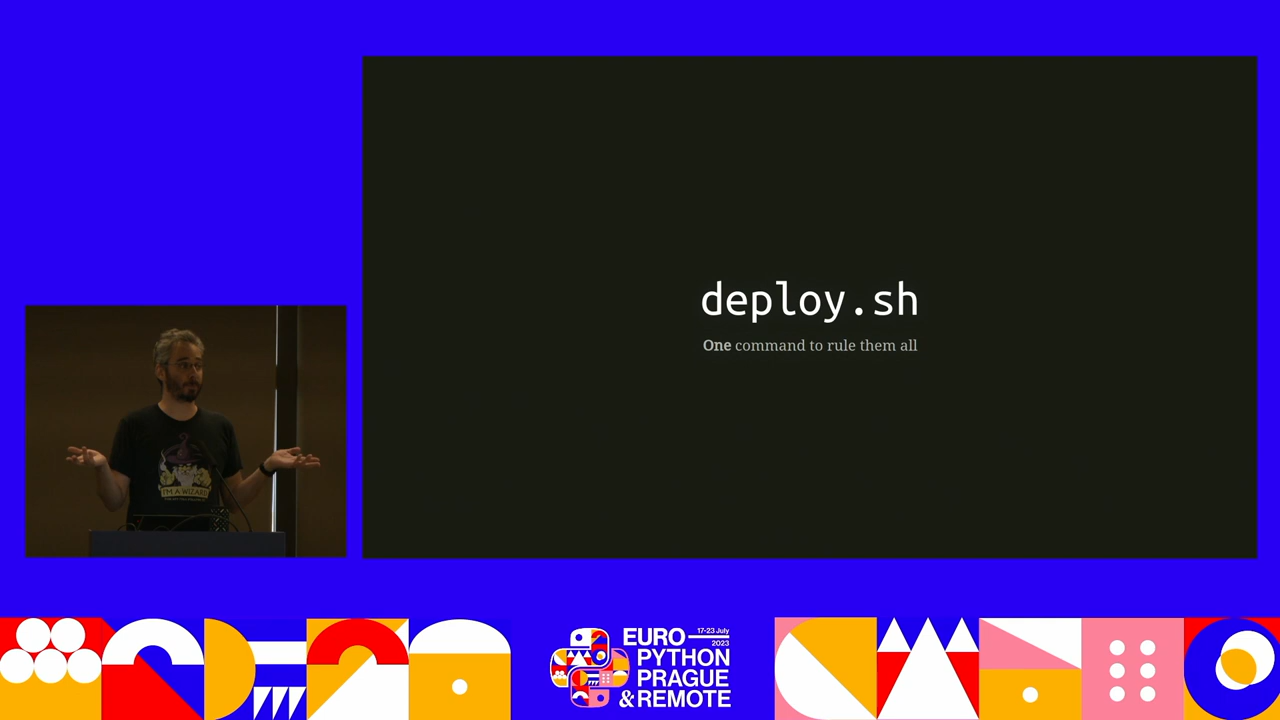 deploy.sh
One command to rule them all
I'M A WIZARD
EURO
17-23 July
2023
PYTHON
PRAGUE
& REMOTE